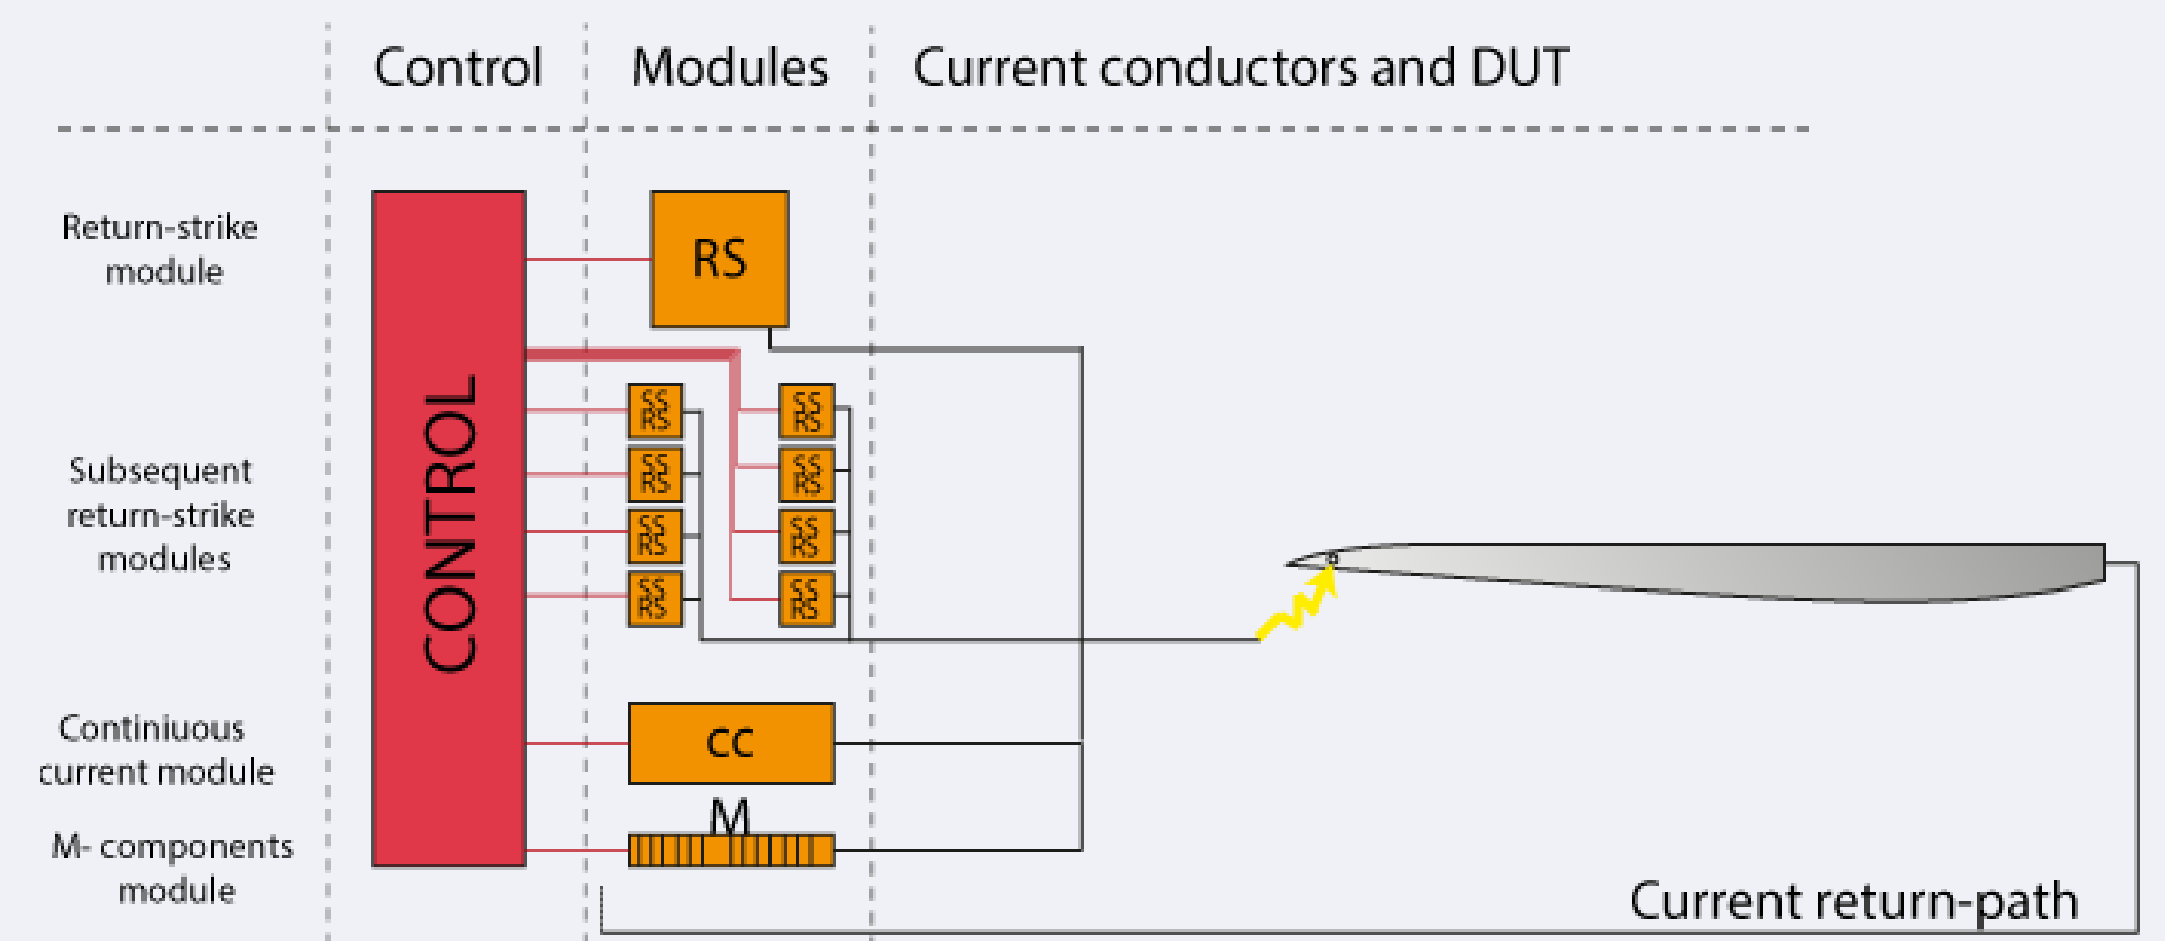 Control
Modules
Current conductors and DUT
Return-strike
module
RS
CONTROL
Subsequent
return-strike
modules
SS
RS
SS
RS
SS
RS
SS
RS
SS
RS
SS
RS
SS
RS
SS
RS
Continiuous
current module
CC
M
M- components
module
Current return-path